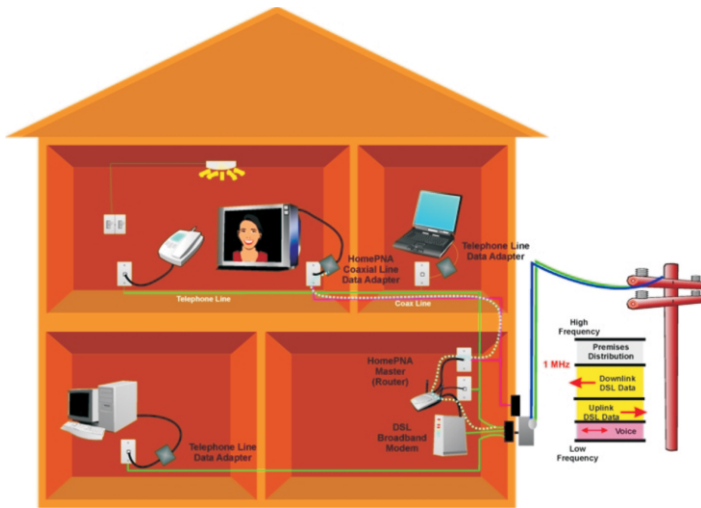 Telephone Line
Data Adapter
HomePNA
Coaxial Line
Data Adapter
Telephone Line
Coax Line
HomePNA
Master
(Router)
DSL
Broadband
Modem
Telephone Line
Data Adapter
High
Frequency
1 MHz
Premises
Distribution
Downlink
DSL Data
Uplink
DSL Data
Voice
Low
Frequency